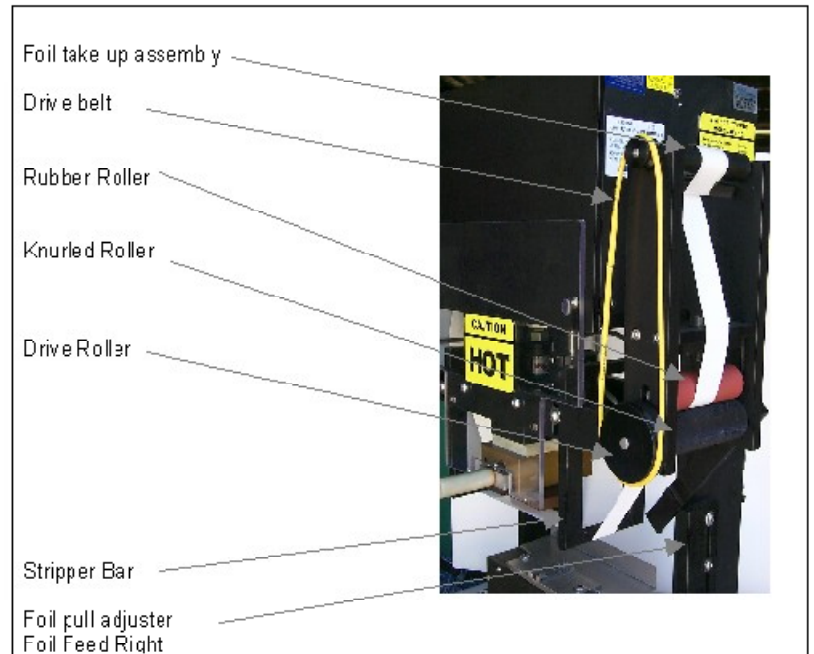 Foil take up assemb y
Drive belt
Rubber Roller
Knurled Roller
Drive Roller
CAUTION
HOT
Stripper Bar
Foil pull adjuster
Foil Feed Right